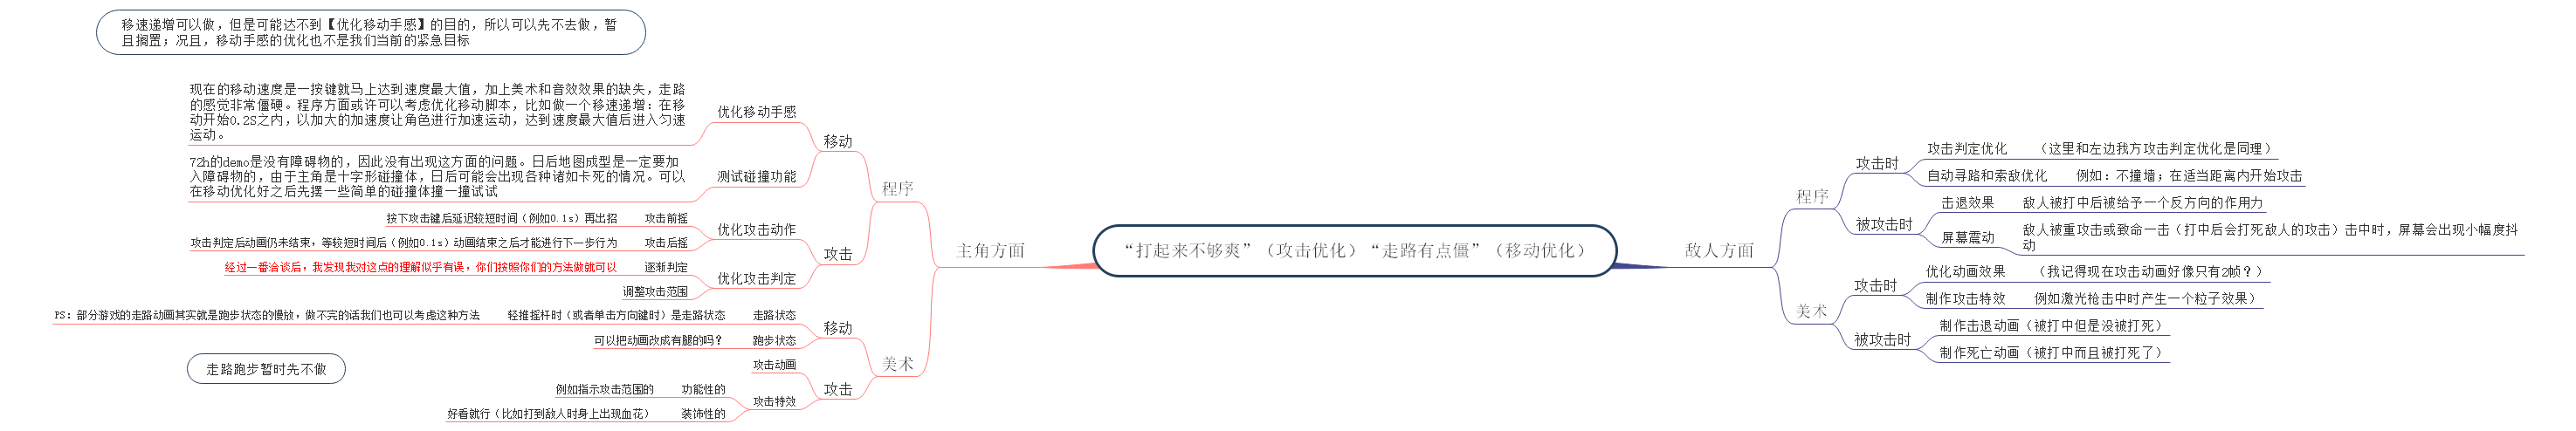 移速递增可以做，但是可能达不到【优化移动手感】的目的，所以可以先不去做，暂
且搁置；况且，移动手感的优化也不是我们当前的紧急目标
现在的移动速度是一按键就马上达到速度最大值，加上美术和音效效果的缺失，走路
的感觉非常僵硬。程序方面或许可以考虑优化移动脚本，比如做一个移速递增：在移
动开始0.2S之内，以加大的加速度让角色进行加速运动，达到速度最大值后进入匀速
运动。
优化移动手感
移动
72h的demo是没有障碍物的，因此没有出现这方面的问题。日后地图成型是一定要加
入障碍物的，由于主角是十字形碰撞体，日后可能会出现各种诸如卡死的情况。可以
在移动优化好之后先摆一些简单的碰撞体撞一撞试试
测试碰撞功能
程序
按下攻击键后延迟较短时间（例如0.1s）再出招
攻击前摇
优化攻击动作
攻击判定后动画仍未结束，等较短时间后（例如0.1s）动画结束之后才能进行下一步行为
攻击后摇
攻击
经过一番洽谈后，我发现我对这点的理解似乎有误，你们按照你们的方法做就可以
逐渐判定
优化攻击判定
调整攻击范围
主角方面
PS：部分游戏的走路动画其实就是跑步状态的慢放，做不完的话我们也可以考虑这种方法
轻推摇杆时（或者单击方向键时）是走路状态
走路状态
移动
可以把动画改成有腿的吗？
跑步状态
美术
走路跑步暂时先不做
攻击动画
攻击
例如指示攻击范围的
功能性的
攻击特效
好看就行（比如打到敌人时身上出现血花）
装饰性的
“打起来不够爽”（攻击优化）“走路有点僵”（移动优化）
敌人方面
程序
攻击时
攻击判定优化
（这里和左边我方攻击判定优化是同理）
自动寻路和索敌优化
例如：不撞墙；在适当距离内开始攻击
被攻击时
击退效果
敌人被打中后被给予一个反方向的作用力
屏幕震动
敌人被重攻击或致命一击（打中后会打死敌人的攻击）击中时，屏幕会出现小幅度抖
动
美术
攻击时
优化动画效果
（我记得现在攻击动画好像只有2帧？）
制作攻击特效
例如激光枪击中时产生一个粒子效果）
被攻击时
制作击退动画（被打中但是没被打死）
制作死亡动画（被打中而且被打死了）